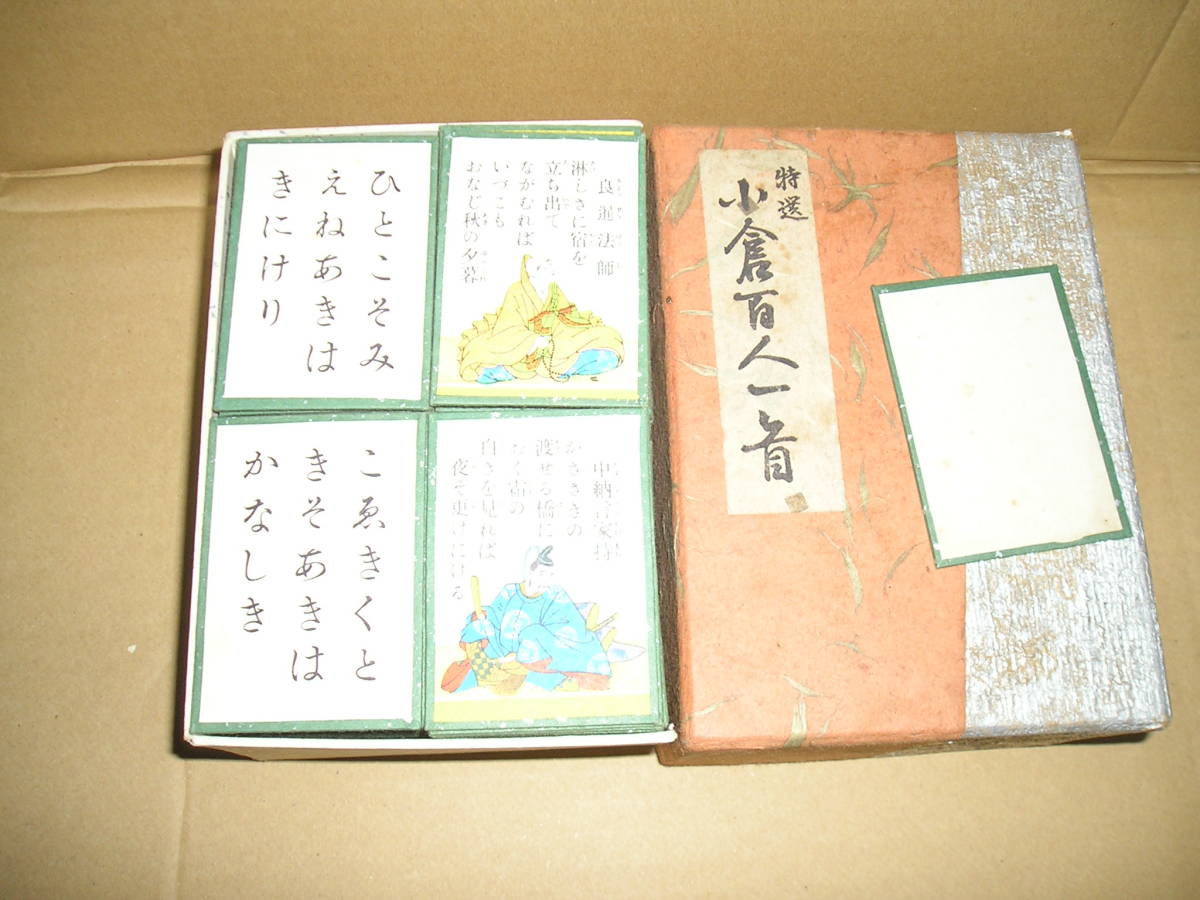 ひとこそみ
えねあきは
きにけり
良暹法師
淋しさに宿を
立ち出て
ながむれば
いづこも
おなじ秋の夕暮
こゑきくと
きそあきは
かなしき
中納言家持
かささきの
渡せる橋に
おく霜の
白きを見れば
夜そ更けにける
特選
小倉百人一首